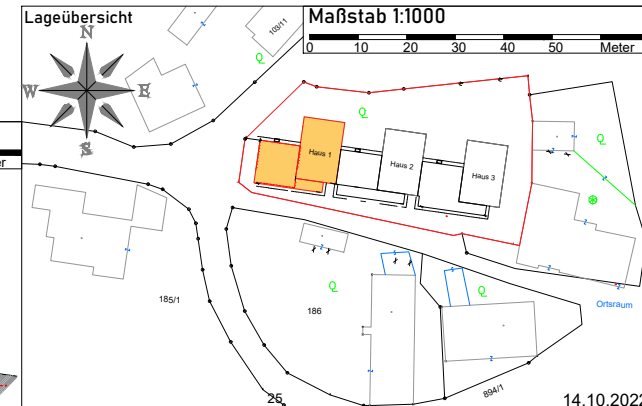 Lageübersicht
Maßstab 1:1000
0 10 20 30 40 50 Meter
N
W E
S
103/11
Haus 1
Haus 2
Haus 3
185/1
186
Ortsraum
894/1
25
14.10.2022